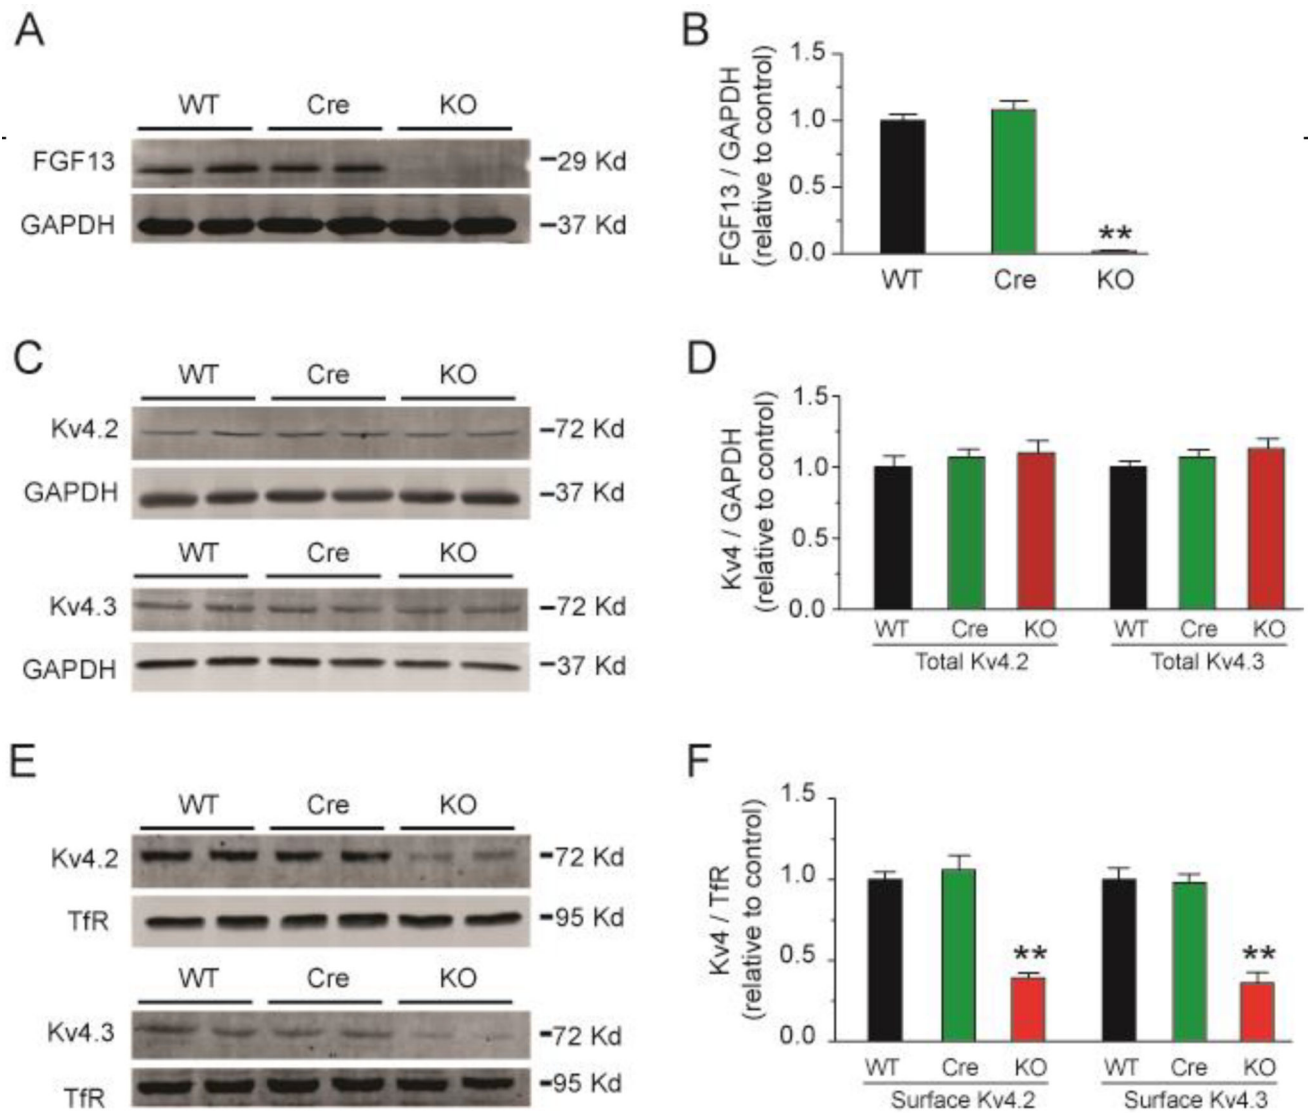 A
WT Cre KO
FGF13 29 Kd
GAPDH 37 Kd
B
FGF13 / GAPDH
(relative to control)
1.5
1.0
0.5
0.0
**
WT Cre KO
C
WT Cre KO
Kv4.2 72 Kd
GAPDH 37 Kd
WT Cre KO
Kv4.3 72 Kd
GAPDH 37 Kd
D
Kv4 / GAPDH
(relative to control)
1.5
1.0
0.5
0.0
WT Cre KO WT Cre KO
Total Kv4.2 Total Kv4.3
E
WT Cre KO
Kv4.2 72 Kd
TfR 95 Kd
WT Cre KO
Kv4.3 72 Kd
TfR 95 Kd
F
Kv4 / TfR
(relative to control)
1.5
1.0
0.5
0.0
** **
WT Cre KO WT Cre KO
Surface Kv4.2 Surface Kv4.3